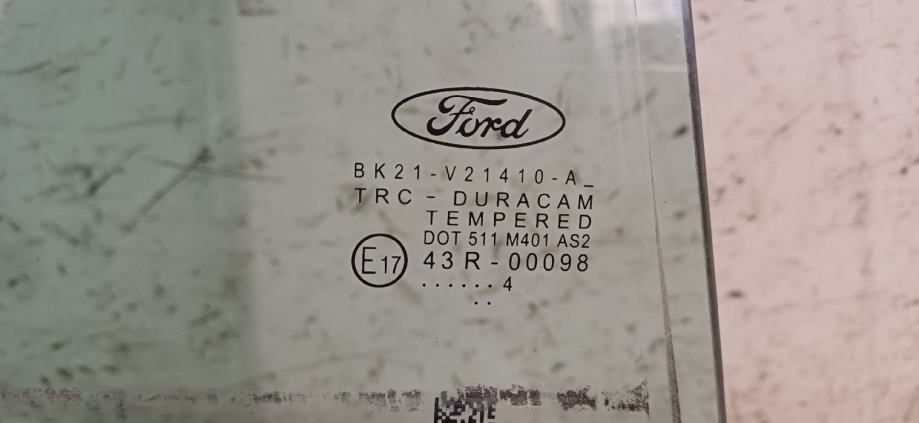 Ford
BK21-V21410-A_
TRC - DURACAM
TEMPERED
DOT 511 M401 AS2
E17 43R-00098
......4
..